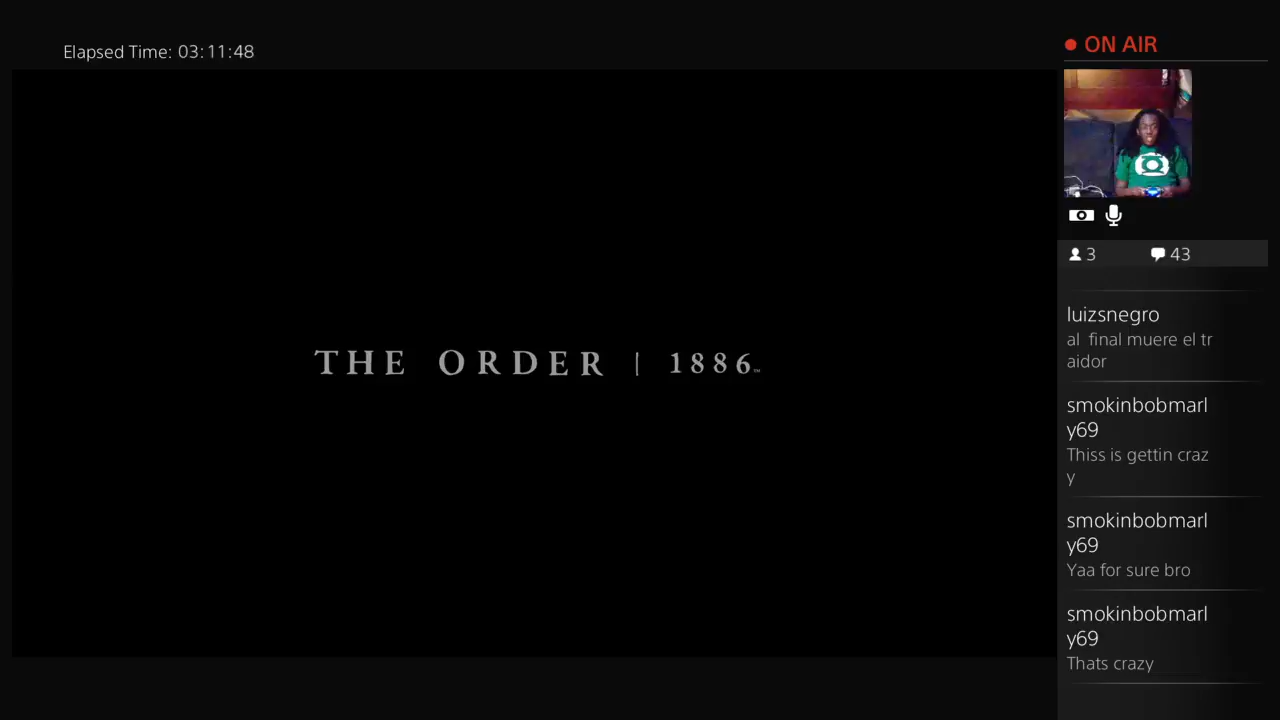 Elapsed Time: 03:11:48
ON AIR
3 43
THE ORDER | 1886™
luizsnegro
al  final muere el tr
aidor
smokinbobmarl
y69
Thiss is gettin craz
y
smokinbobmarl
y69
Yaa for sure bro
smokinbobmarl
y69
Thats crazy